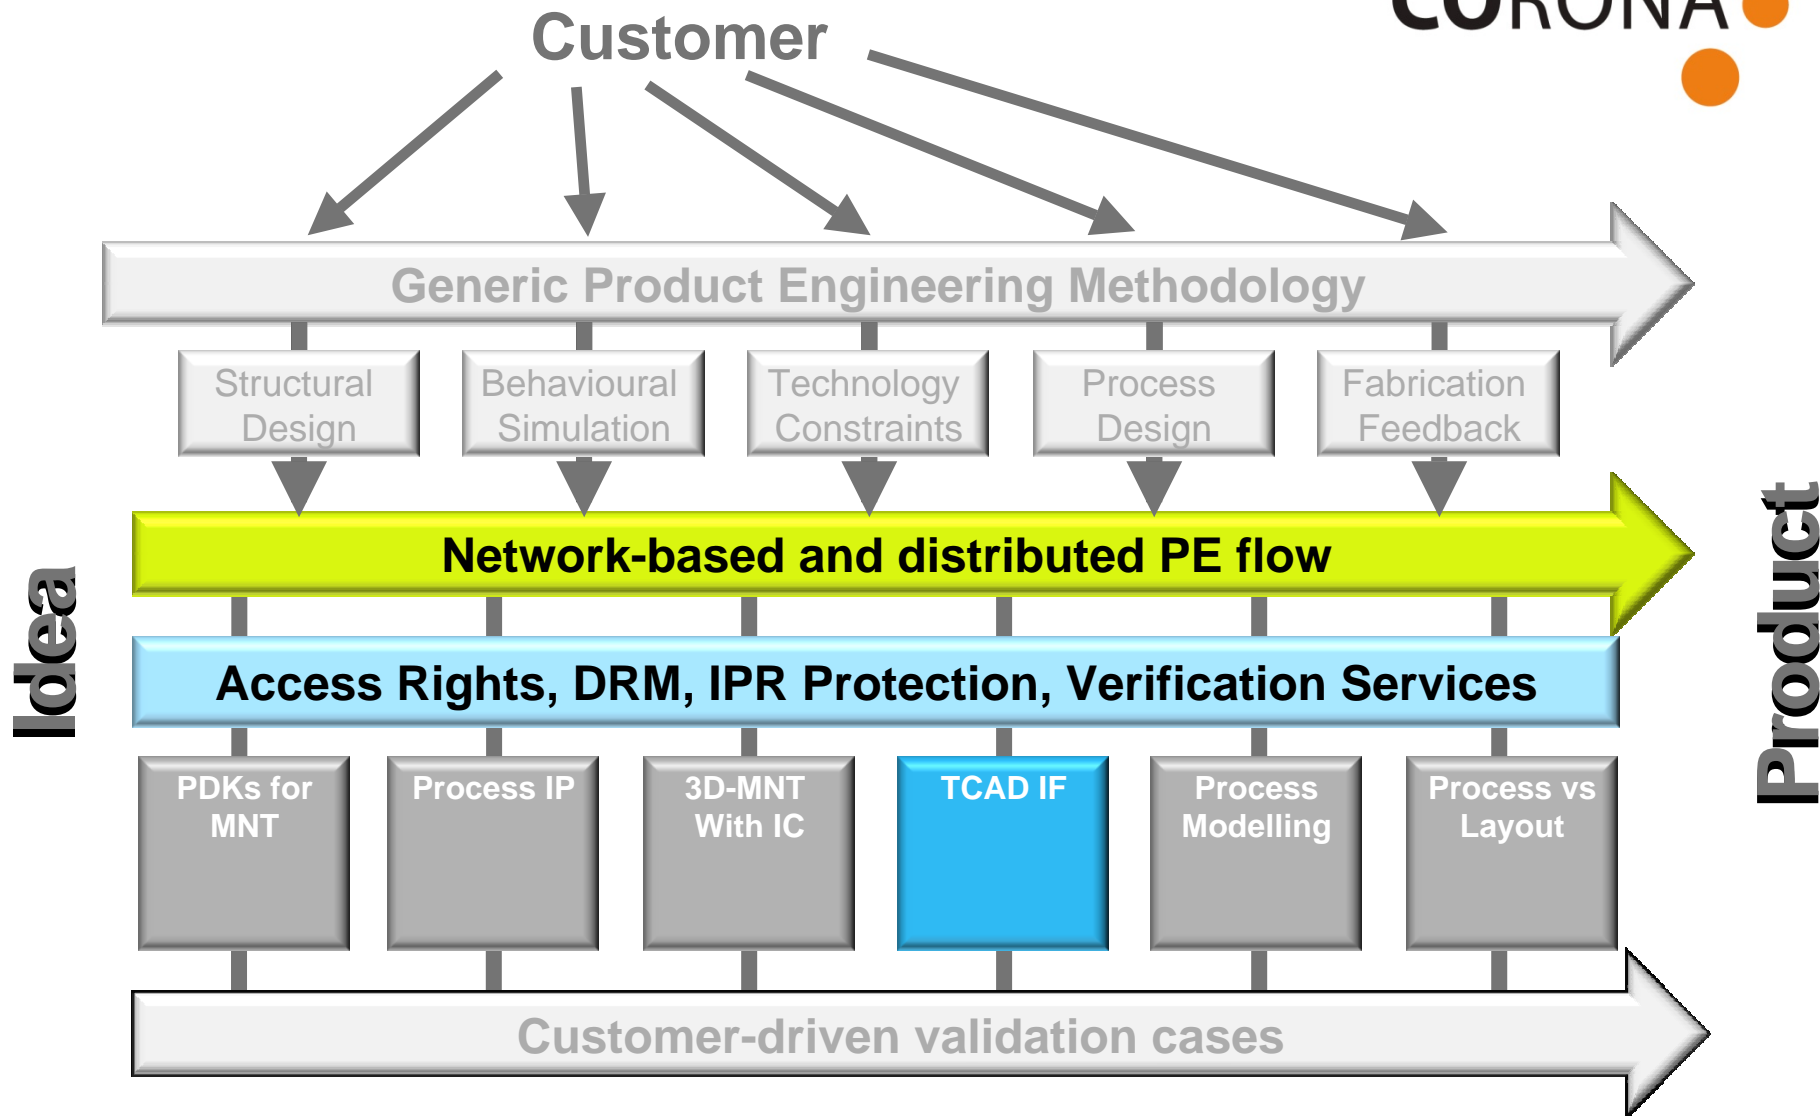 CORONA
Customer
Generic Product Engineering Methodology
Structural
Design
Behavioural
Simulation
Technology
Constraints
Process
Design
Fabrication
Feedback
Idea
Network-based and distributed PE flow
Product
Access Rights, DRM, IPR Protection, Verification Services
PDKs for
MNT
Process IP
3D-MNT
With IC
TCAD IF
Process
Modelling
Process vs
Layout
Customer-driven validation cases